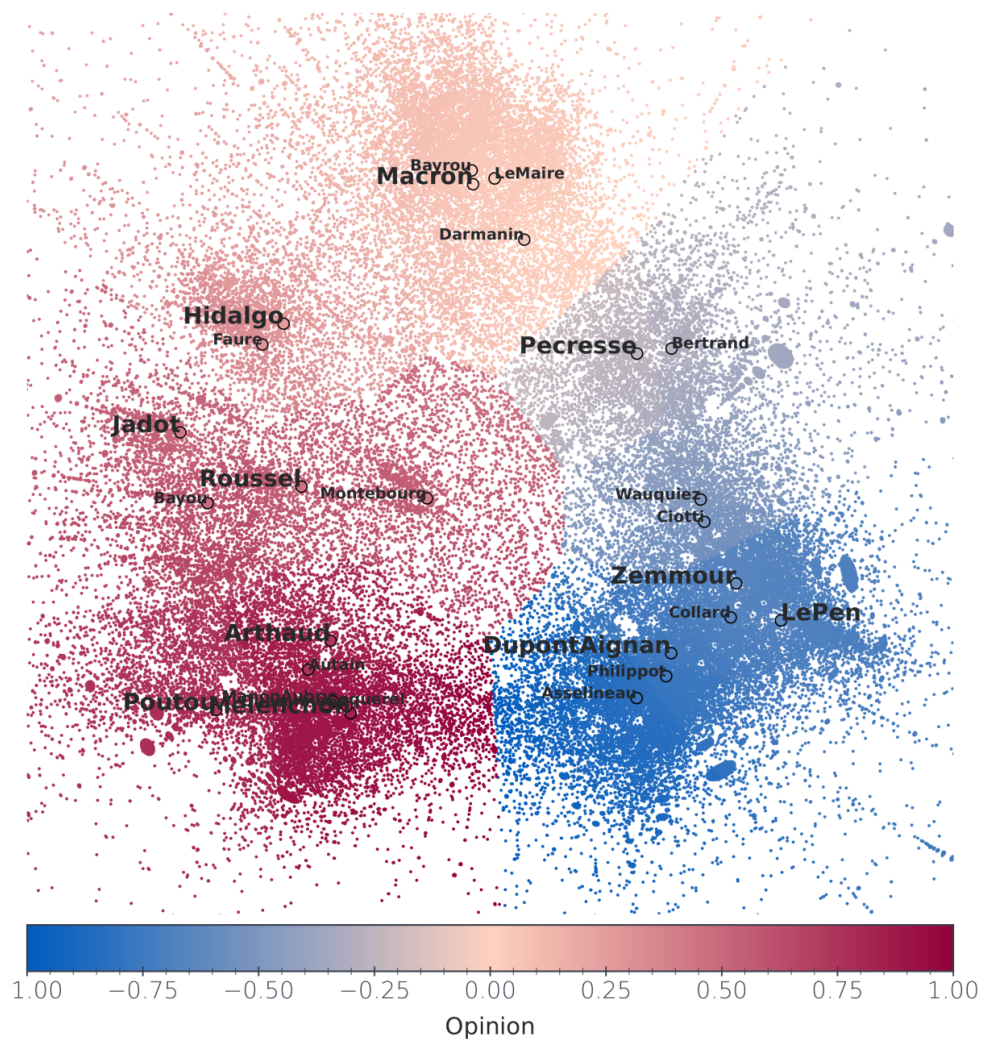 Bayrou
Macron LeMaire
Darmanin
Hidalgo
Faure
Pecresse Bertrand
Jadot
Roussel
Bayou Montebourg
Wauquiez
Ciotti
Zemmour
Collard LePen
Arthaud DupontAignan
Autain Philippot
Asselineau
ManonAubry
Poutou Melenchon
1.00 −0.75 −0.50 −0.25 0.00 0.25 0.50 0.75 1.00
Opinion